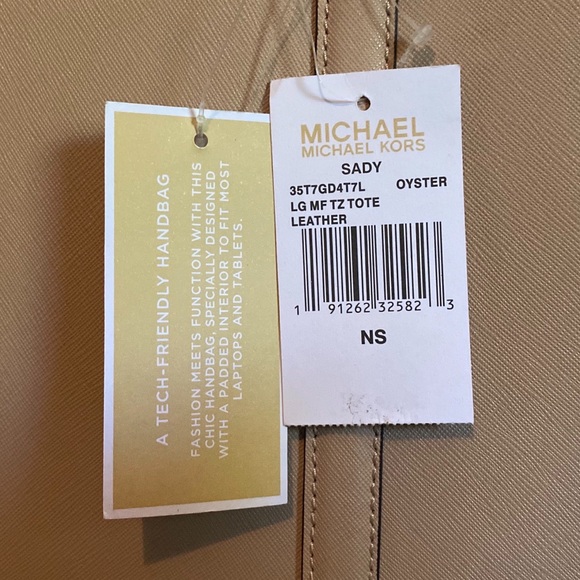 A TECH-FRIENDLY HANDBAG
FASHION MEETS FUNCTION WITH THIS
CHIC HANDBAG, SPECIALLY DESIGNED
WITH A PADDED INTERIOR TO FIT MOST
LAPTOPS AND TABLETS.
MICHAEL
MICHAEL KORS
SADY
35T7GD4T7L OYSTER
LG MF TZ TOTE
LEATHER
1 91262 32582 3
NS